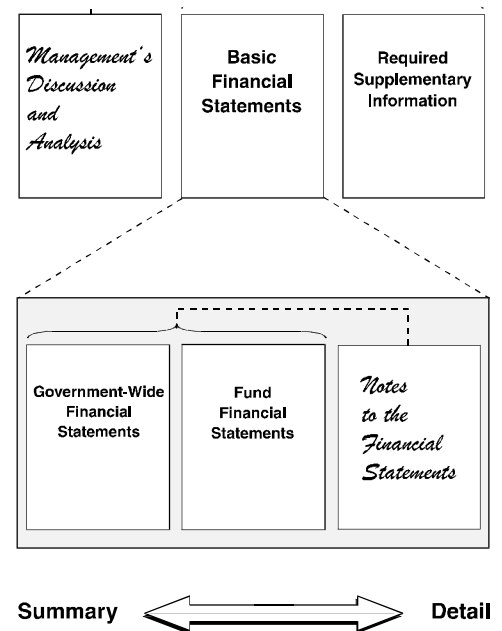 Management's
Discussion
and
Analysis
Basic
Financial
Statements
Required
Supplementary
Information
Government-Wide
Financial
Statements
Fund
Financial
Statements
Notes
to the
Financial
Statements
Summary
Detail